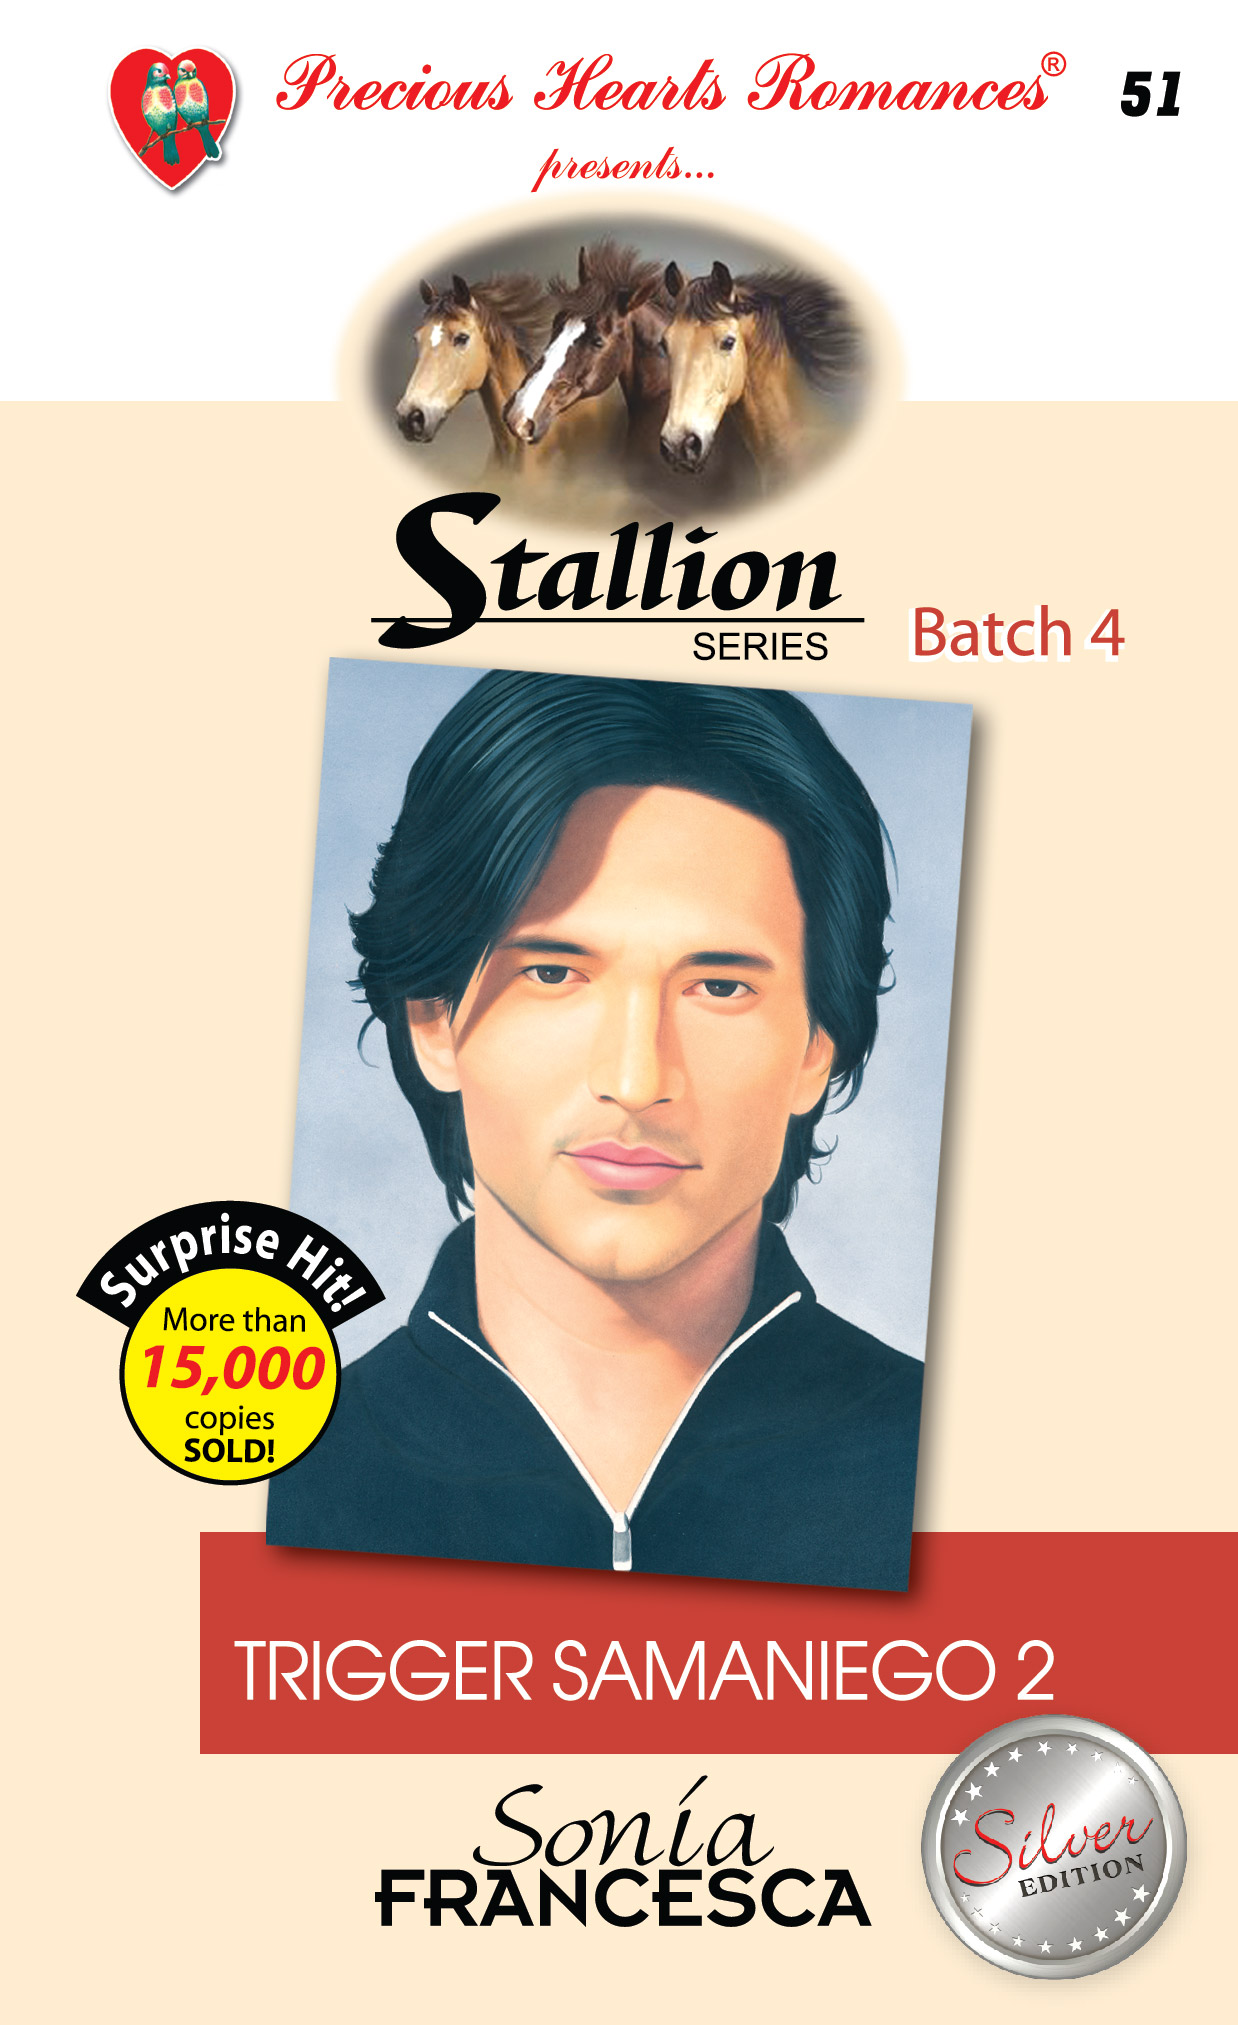 Precious Hearts Romances®
51
presents...
Stallion
SERIES
Batch 4
Surprise Hit!
More than
15,000
copies
SOLD!
TRIGGER SAMANIEGO 2
Sonia
FRANCESCA
Silver
EDITION